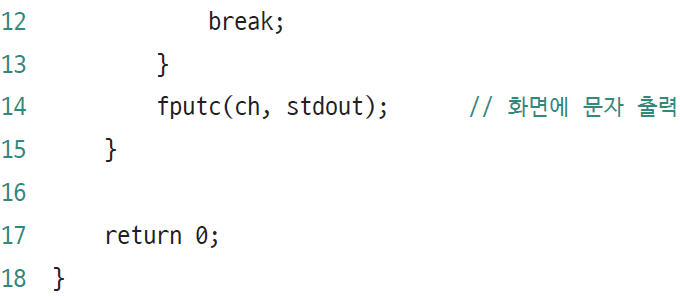 12            break;
13        }
14        fputc(ch, stdout);      // 화면에 문자 출력
15    }
16
17    return 0;
18 }